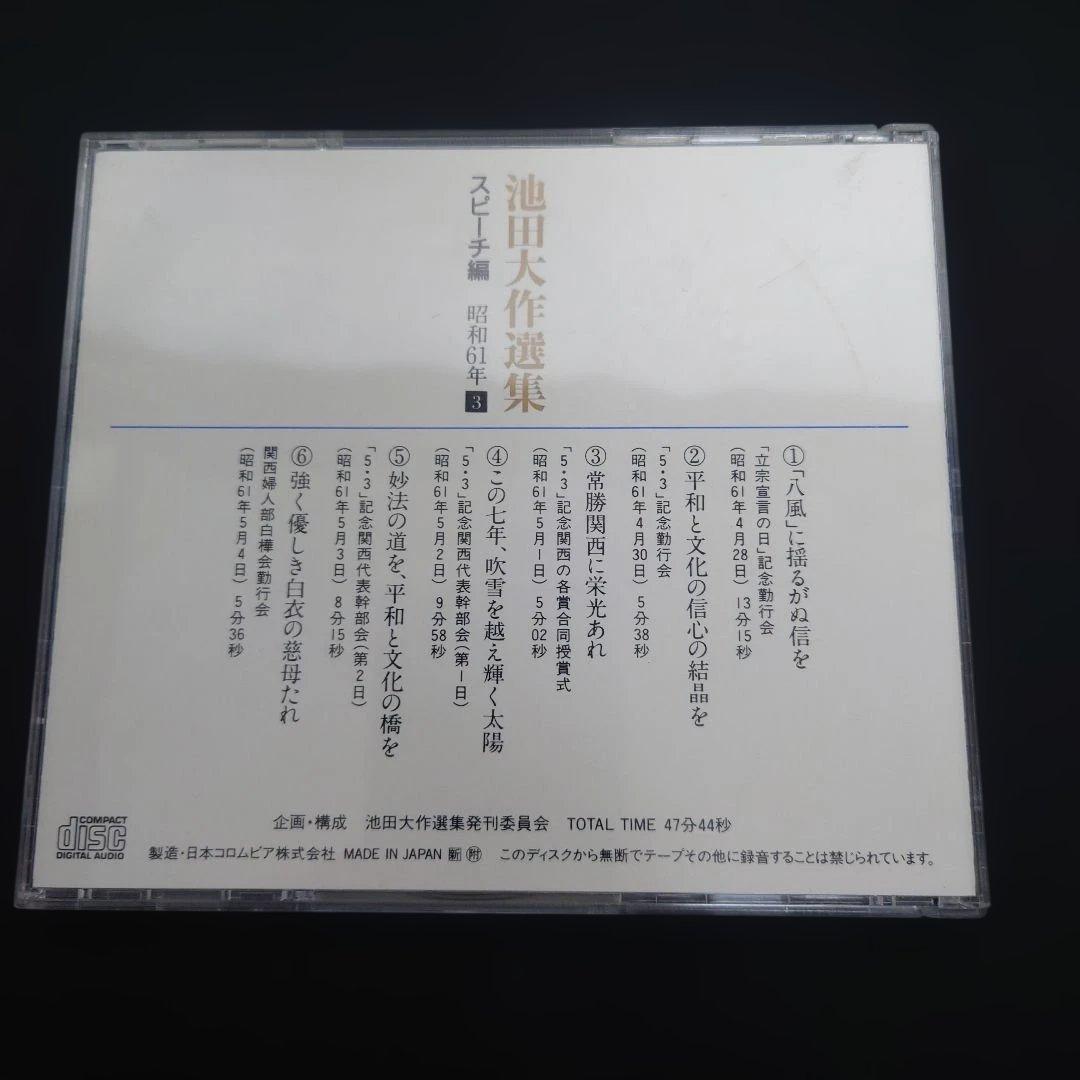 池田大作選集
スピーチ編 昭和61年 3
①「八風」に揺るがぬ信を
「立宗宣言の日」記念勤行会
(昭和61年4月28日) 13分15秒
②平和と文化の信心の結晶を
「5・3」記念勤行会
(昭和61年4月30日) 5分38秒
③常勝関西に栄光あれ
「5・3」記念関西の各賞合同授賞式
(昭和61年5月1日) 5分02秒
④この七年、吹雪を越え輝く太陽
「5・3」記念関西代表幹部会(第1日)
(昭和61年5月2日) 9分58秒
⑤妙法の道を、平和と文化の橋を
「5・3」記念関西代表幹部会(第2日)
(昭和61年5月3日) 8分15秒
⑥強く優しき白衣の慈母たれ
関西婦人部白樺会勤行会
(昭和61年5月4日) 5分36秒
企画・構成 池田大作選集発刊委員会 TOTAL TIME 47分44秒
COMPACT
disc
DIGITAL AUDIO
製造・日本コロムビア株式会社 MADE IN JAPAN 新 附 このディスクから無断でテープその他に録音することは禁じられています。